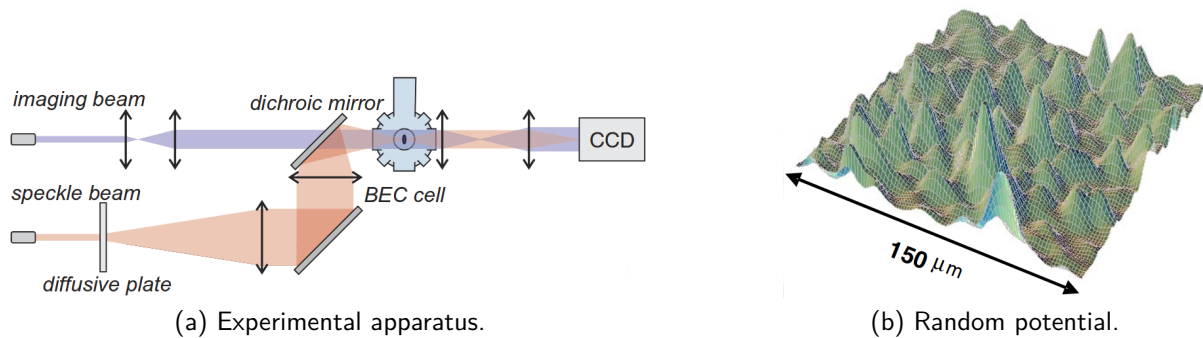 imaging beam
dichroic mirror
CCD
speckle beam
BEC cell
diffusive plate
(a) Experimental apparatus.
150 μm
(b) Random potential.